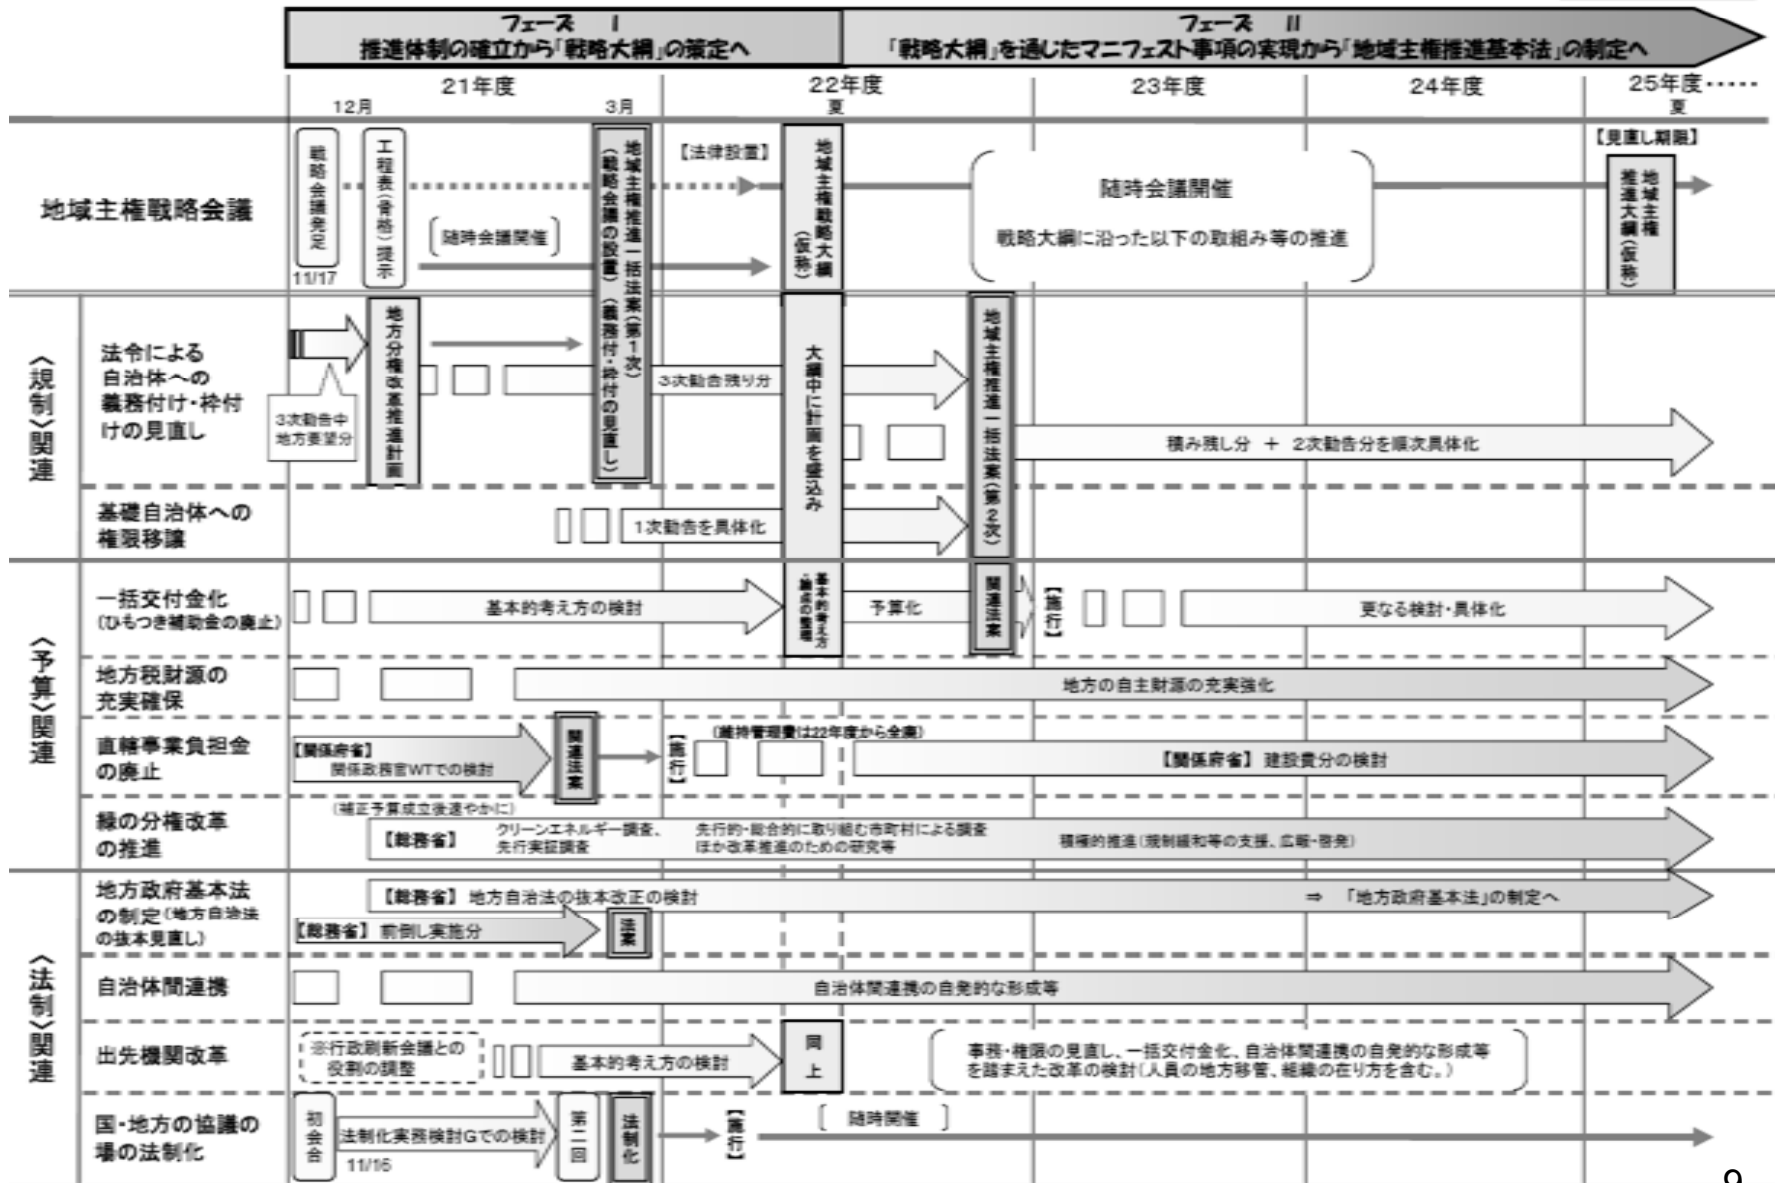 フェーズ Ⅰ
推進体制の確立から「戦略大綱」の策定へ
フェーズ Ⅱ
「戦略大綱」を通じたマニフェスト事項の実現から「地域主権推進基本法」の制定へ
21年度
22年度
23年度
24年度
25年度・・・・・
12月
3月
夏
夏
地域主権戦略会議
戦略会議発足
11/17
工程表(骨格)提示
[随時会議開催]
地域主権推進一括法案(第1次)
(戦略会議の設置)(義務付・枠付の見直し)
【法律設置】
地域主権戦略大綱
(仮称)
随時会議開催
戦略大綱に沿った以下の取組み等の推進
【見直し期限】
地域主権
推進大綱(仮称)
〈規制〉関連
法令による
自治体への
義務付け・枠付
けの見直し
3次勧告中
地方要望分
地方分権改革推進計画
3次勧告残り分
大綱中に計画を盛込み
地域主権推進一括法案(第2次)
積み残し分 + 2次勧告分を順次具体化
基礎自治体への
権限移譲
1次勧告を具体化
〈予算〉関連
一括交付金化
(ひもつき補助金の廃止)
基本的考え方の検討
基本的考え方
・論点の整理
予算化
関連法案
【施行】
更なる検討・具体化
地方税財源の
充実確保
地方の自主財源の充実強化
直轄事業負担金
の廃止
【関係府省】
関係政務官WTでの検討
関連法案
【施行】
(維持管理費は22年度から全廃)
【関係府省】建設費分の検討
緑の分権改革
の推進
(補正予算成立後速やかに)
【総務省】
クリーンエネルギー調査、
先行実証調査
先行的・総合的に取り組む市町村による調査
ほか改革推進のための研究等
積極的推進(規制緩和等の支援、広報・啓発)
〈法制〉関連
地方政府基本法
の制定(地方自治法
の抜本見直し)
【総務省】地方自治法の抜本改正の検討
⇒ 「地方政府基本法」の制定へ
【総務省】前倒し実施分
法案
自治体間連携
自治体間連携の自発的な形成等
出先機関改革
※行政刷新会議との
役割の調整
基本的考え方の検討
同上
事務・権限の見直し、一括交付金化、自治体間連携の自発的な形成等
を踏まえた改革の検討(人員の地方移管、組織の在り方を含む。)
国・地方の協議の
場の法制化
初会合
法制化実務検討Gでの検討
11/16
第二回
法制化
【施行】
[随時開催]
9